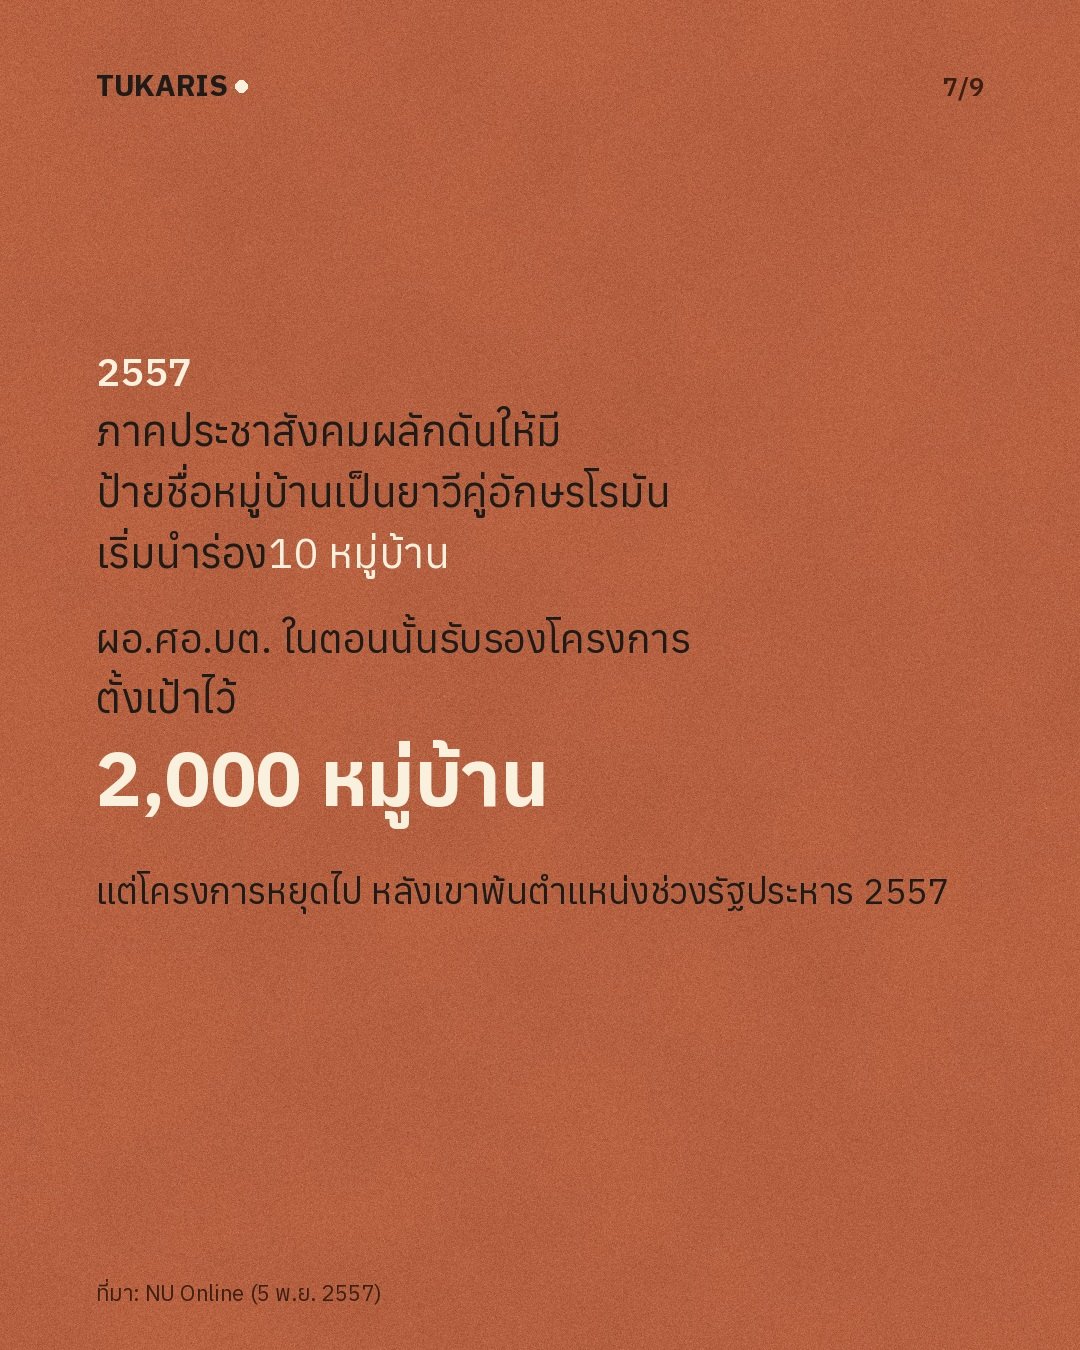 TUKARIS
7/9
2557
ภาคประชาสังคมผลักดันให้มี
ป้ายชื่อหมู่บ้านเป็นยาวีคู่อักษรโรมัน
เริ่มนำร่อง10 หมู่บ้าน
ผอ.ศอ.บต. ในตอนนั้นรับรองโครงการ
ตั้งเป้าไว้
2,000 หมู่บ้าน
แต่โครงการหยุดไป หลังเขาพ้นตำแหน่งช่วงรัฐประหาร 2557
ที่มา: NU Online (5 พ.ย. 2557)